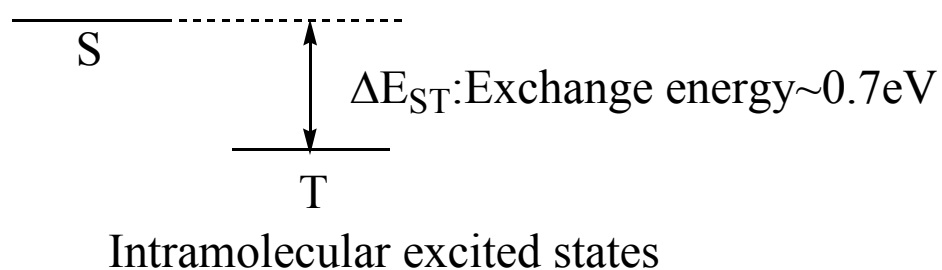 S
ΔE_ST:Exchange energy~0.7eV
T
Intramolecular excited states